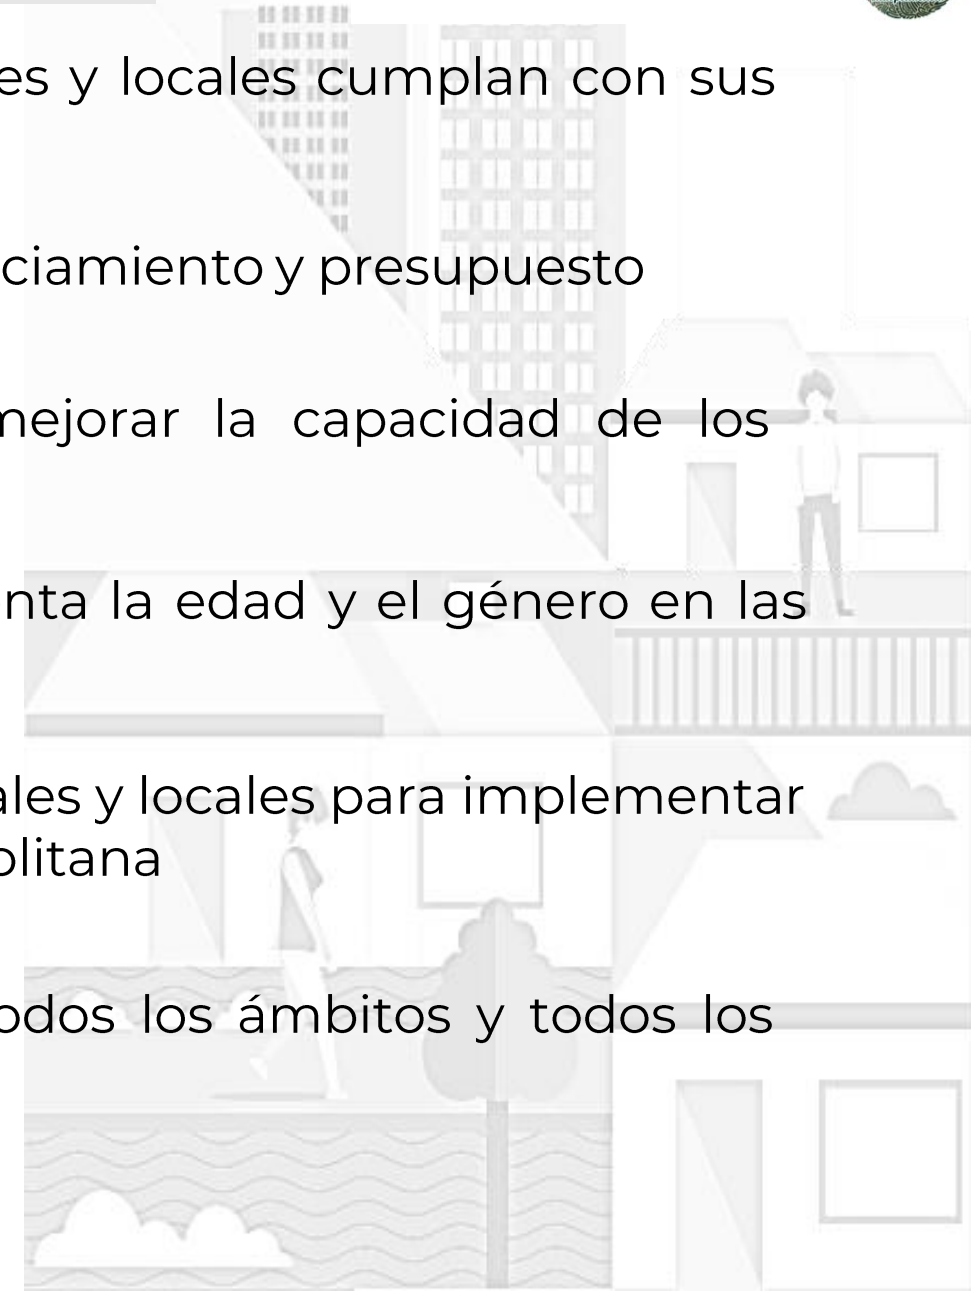 es y locales cumplan con sus
ciamiento y presupuesto
mejorar la capacidad de los
nta la edad y el género en las
ales y locales para implementar
olitana
odos los ámbitos y todos los